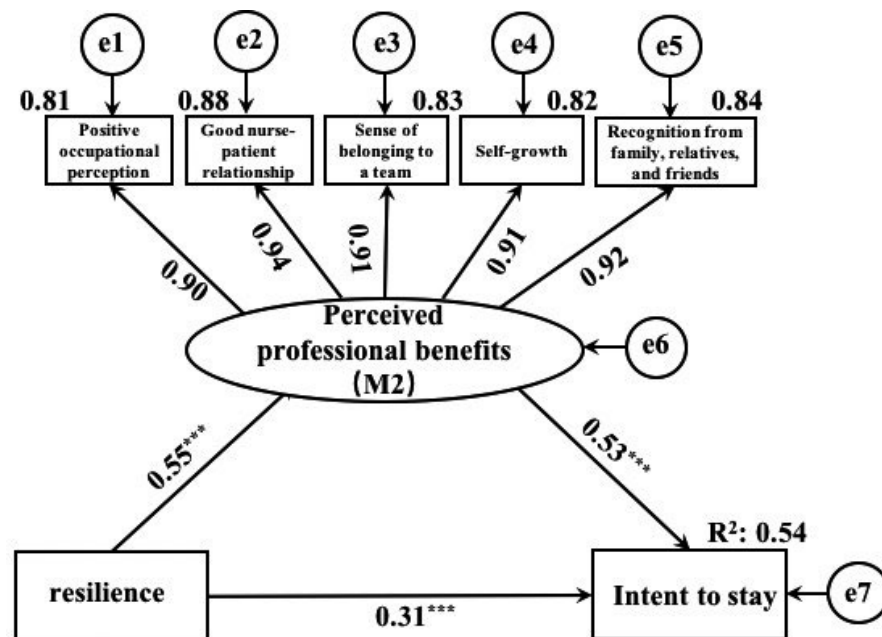 e1
e2
e3
e4
e5
0.81
0.88
0.83
0.82
0.84
Positive
occupational
perception
Good nurse-
patient
relationship
Sense of
belonging to
a team
Self-growth
Recognition from
family, relatives,
and friends
0.90
0.94
0.91
0.91
0.92
Perceived
professional benefits
(M2)
e6
0.55***
0.53***
R²: 0.54
resilience
0.31***
Intent to stay
e7